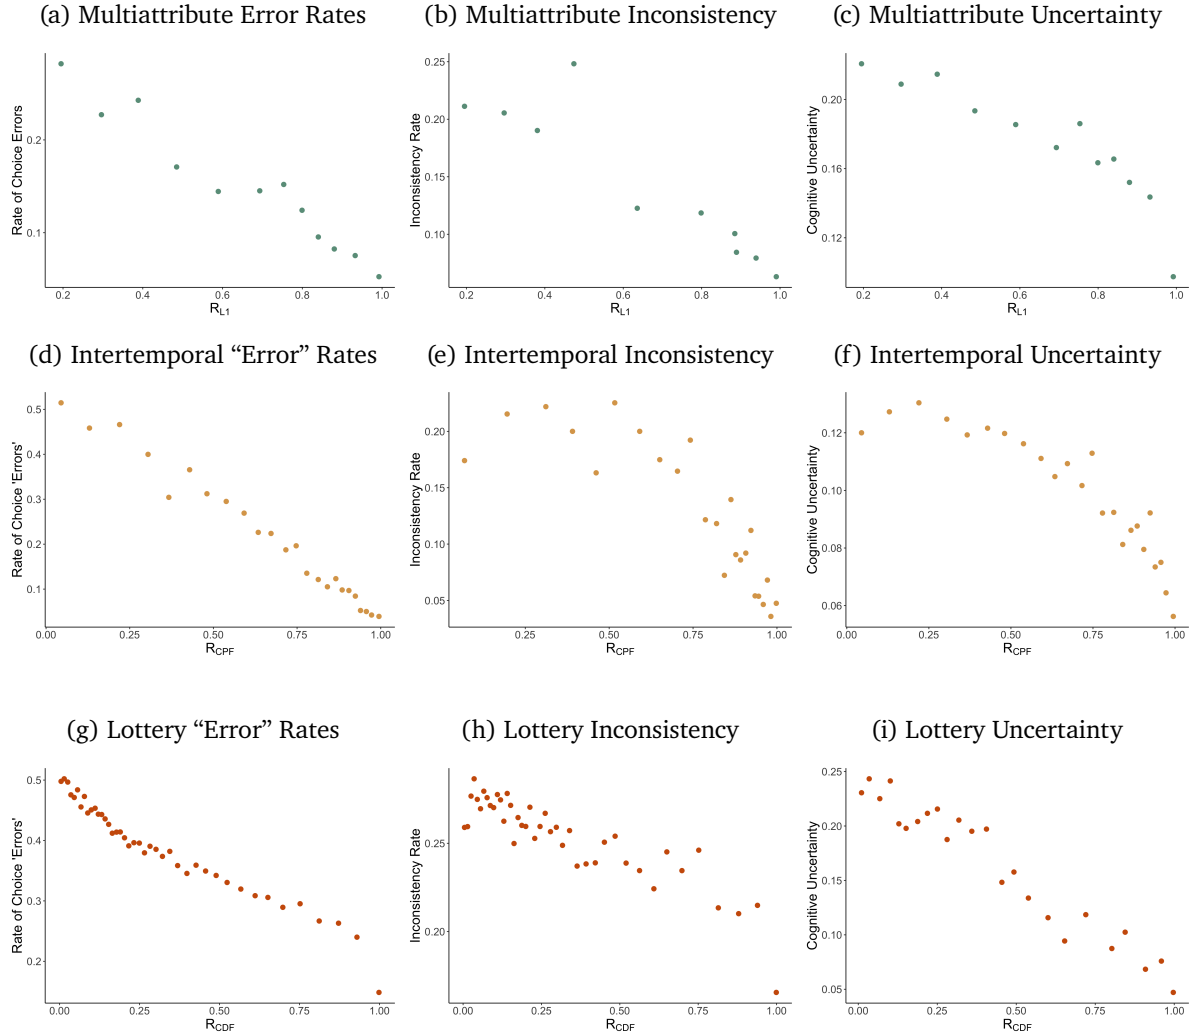 (a) Multiattribute Error Rates
(b) Multiattribute Inconsistency
(c) Multiattribute Uncertainty
Rate of Choice Errors
0.2
0.1
0.2 0.4 0.6 0.8 1.0
R_L1
Inconsistency Rate
0.25
0.20
0.15
0.10
0.2 0.4 0.6 0.8 1.0
R_L1
Cognitive Uncertainty
0.20
0.16
0.12
0.2 0.4 0.6 0.8 1.0
R_L1
(d) Intertemporal “Error” Rates
(e) Intertemporal Inconsistency
(f) Intertemporal Uncertainty
Rate of Choice 'Errors'
0.5
0.4
0.3
0.2
0.1
0.00 0.25 0.50 0.75 1.00
R_CPF
Inconsistency Rate
0.20
0.15
0.10
0.05
0.25 0.50 0.75 1.00
R_CPF
Cognitive Uncertainty
0.12
0.10
0.08
0.06
0.00 0.25 0.50 0.75 1.00
R_CPF
(g) Lottery “Error” Rates
(h) Lottery Inconsistency
(i) Lottery Uncertainty
Rate of Choice 'Errors'
0.5
0.4
0.3
0.2
0.00 0.25 0.50 0.75 1.00
R_CDF
Inconsistency Rate
0.25
0.20
0.00 0.25 0.50 0.75 1.00
R_CDF
Cognitive Uncertainty
0.25
0.20
0.15
0.10
0.05
0.00 0.25 0.50 0.75 1.00
R_CDF